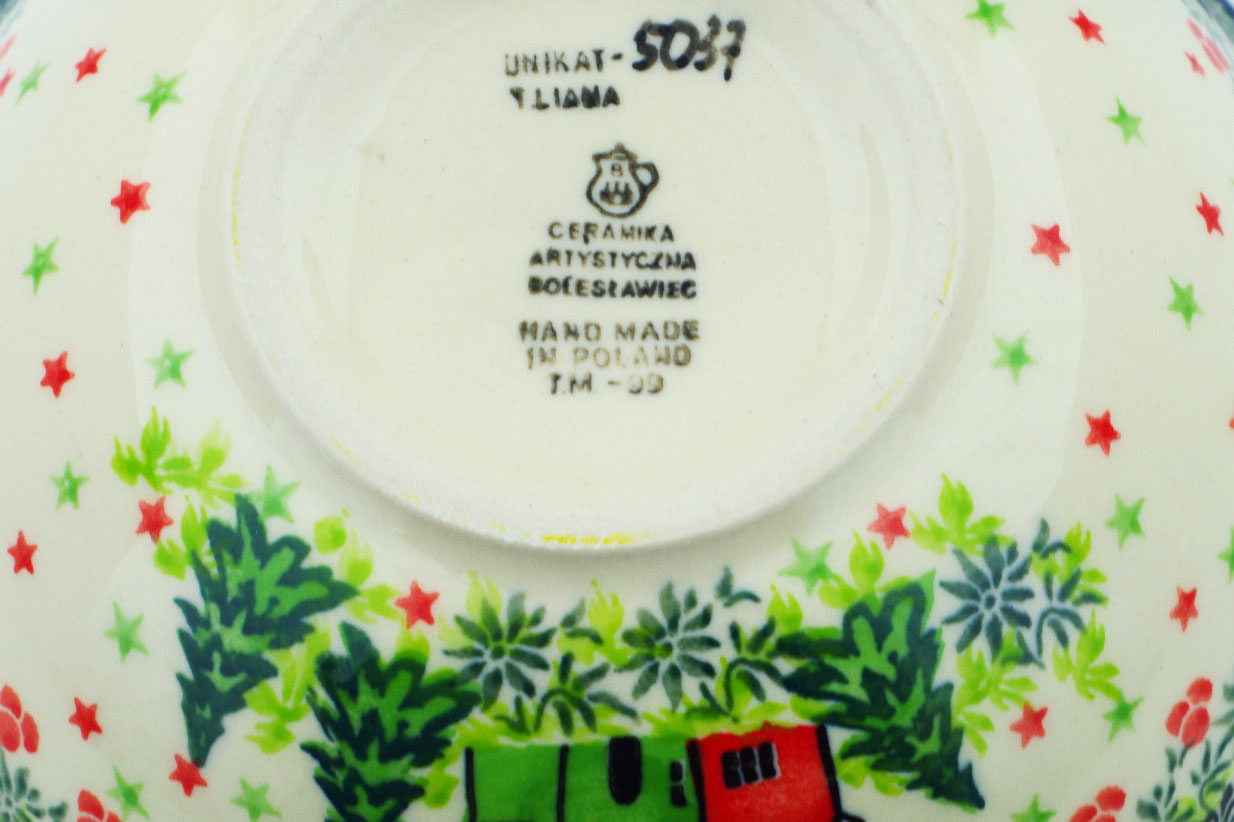 UNIKAT-5037
T.LIANA
B
CERAMIKA
ARTYSTYCZNA
BOLESŁAWIEC
HAND MADE
IN POLAND
T.M - 99